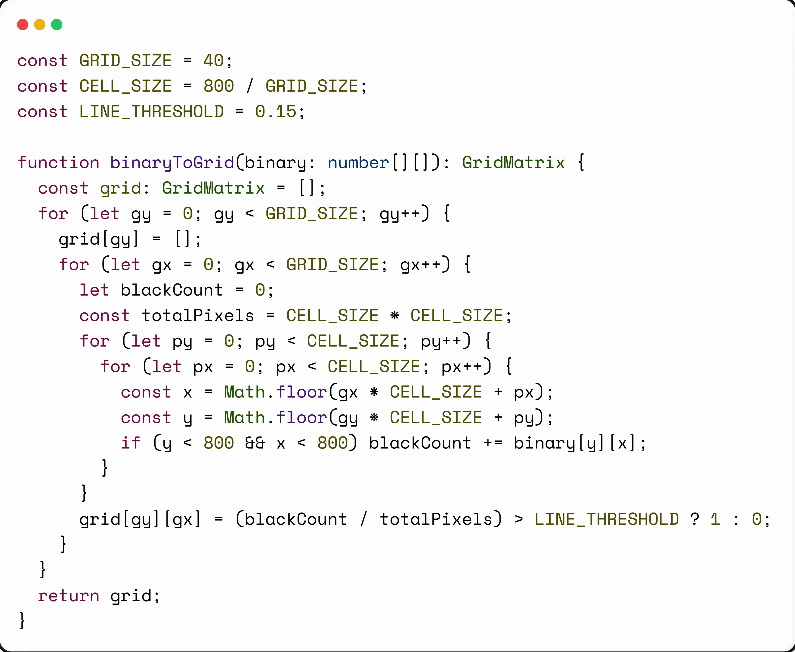 const GRID_SIZE = 40;
const CELL_SIZE = 800 / GRID_SIZE;
const LINE_THRESHOLD = 0.15;

function binaryToGrid(binary: number[][]): GridMatrix {
  const grid: GridMatrix = [];
  for (let gy = 0; gy < GRID_SIZE; gy++) {
    grid[gy] = [];
    for (let gx = 0; gx < GRID_SIZE; gx++) {
      let blackCount = 0;
      const totalPixels = CELL_SIZE * CELL_SIZE;
      for (let py = 0; py < CELL_SIZE; py++) {
        for (let px = 0; px < CELL_SIZE; px++) {
          const x = Math.floor(gx * CELL_SIZE + px);
          const y = Math.floor(gy * CELL_SIZE + py);
          if (y < 800 && x < 800) blackCount += binary[y][x];
        }
      }
      grid[gy][gx] = (blackCount / totalPixels) > LINE_THRESHOLD ? 1 : 0;
    }
  }
  return grid;
}